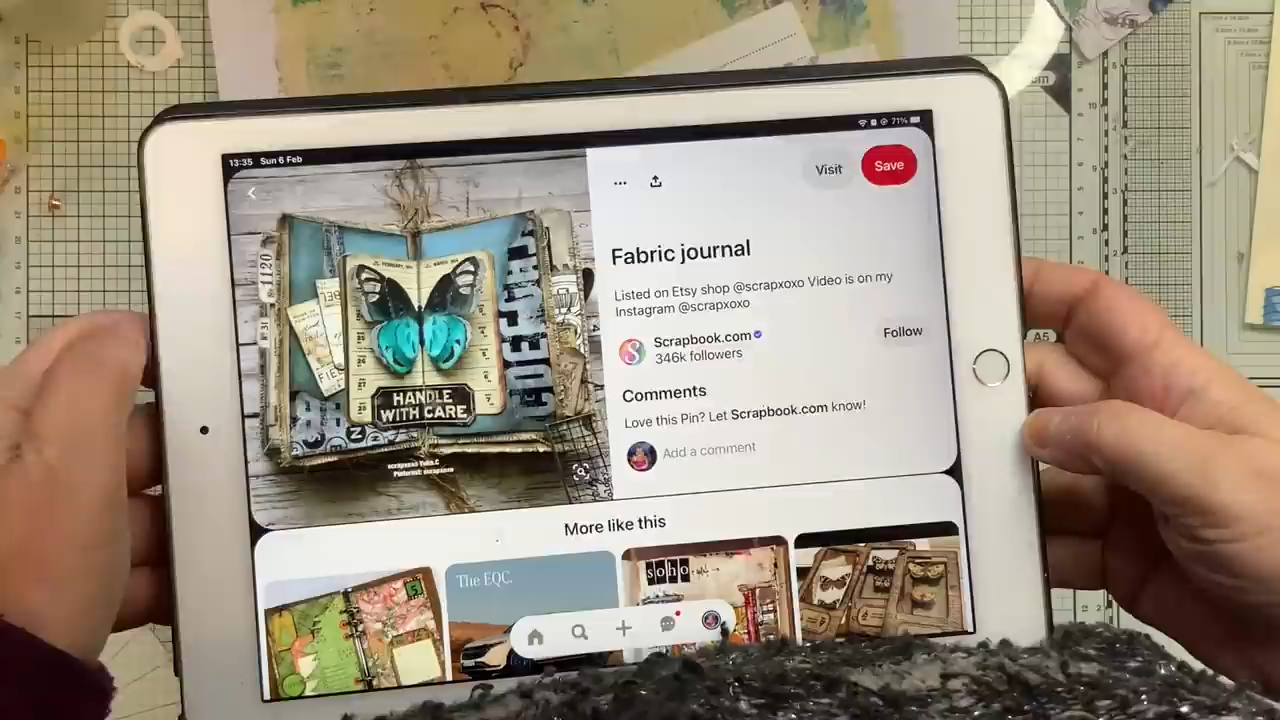 13:35 Sun 6 Feb
71%
Visit
Save
Fabric journal
Listed on Etsy shop @scrapxoxo Video is on my
Instagram @scrapxoxo
Scrapbook.com
346k followers
Follow
Comments
Love this Pin? Let Scrapbook.com know!
Add a comment
1120
HANDLE
WITH CARE
More like this
The EQC.
soho
A5